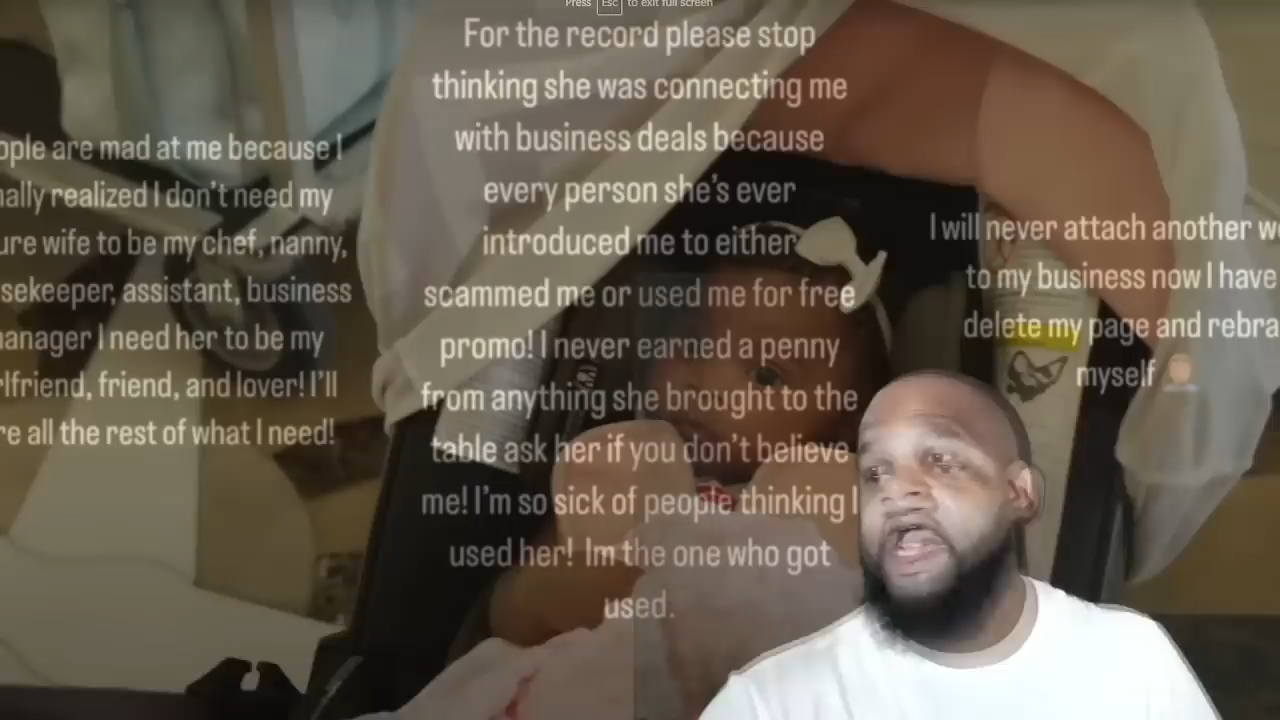 Press Esc to exit full screen
ople are mad at me because I
nally realized I don't need my
ure wife to be my chef, nanny,
sekeeper, assistant, business
anager I need her to be my
rlfriend, friend, and lover! I'll
re all the rest of what I need!
For the record please stop
thinking she was connecting me
with business deals because
every person she's ever
introduced me to either
scammed me or used me for free
promo! I never earned a penny
from anything she brought to the
table ask her if you don't believe
me! I'm so sick of people thinking I
used her! Im the one who got
used.
I will never attach another wo
to my business now I have
delete my page and rebra
myself